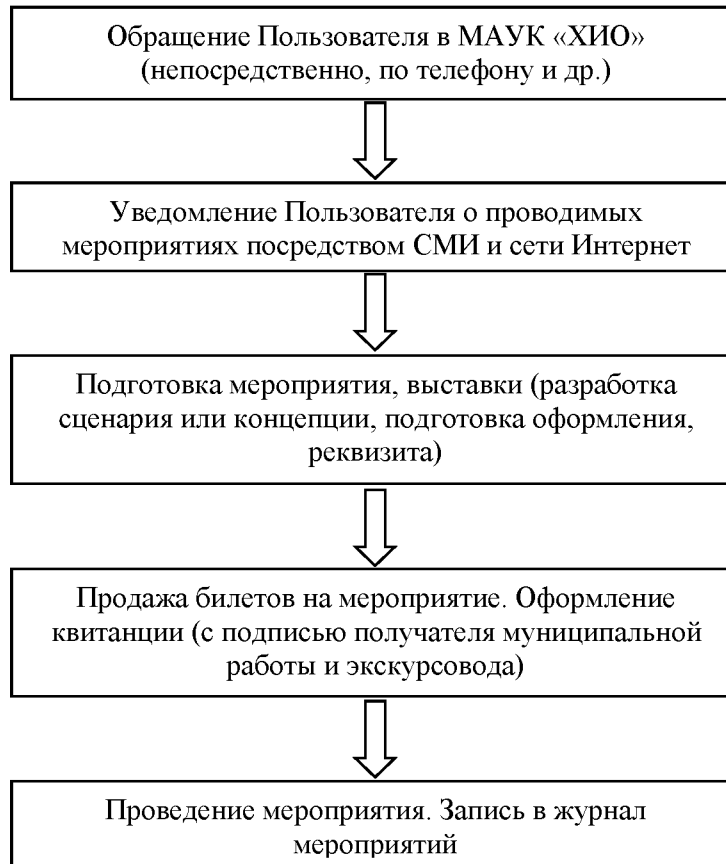 Обращение Пользователя в МАУК «ХИО»
(непосредственно, по телефону и др.)
Уведомление Пользователя о проводимых
мероприятиях посредством СМИ и сети Интернет
Подготовка мероприятия, выставки (разработка
сценария или концепции, подготовка оформления,
реквизита)
Продажа билетов на мероприятие. Оформление
квитанции (с подписью получателя муниципальной
работы и экскурсовода)
Проведение мероприятия. Запись в журнал
мероприятий